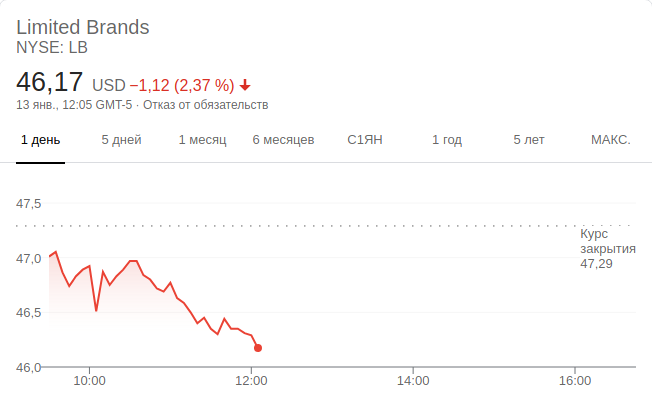 Limited Brands
NYSE: LB
46,17 USD −1,12 (2,37 %)
13 янв., 12:05 GMT-5 · Отказ от обязательств
1 день 5 дней 1 месяц 6 месяцев С1ЯН 1 год 5 лет МАКС.
47,5
Курс
закрытия
47,29
47,0
46,5
46,0
10:00 12:00 14:00 16:00